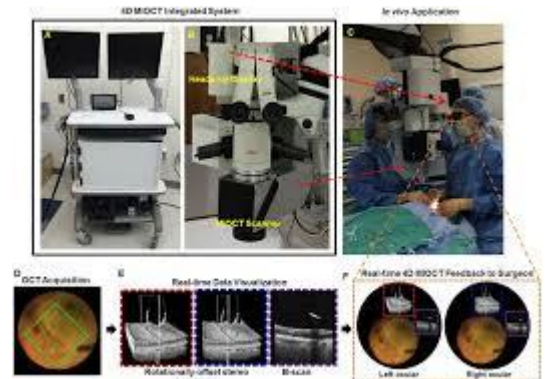 4D MIOCT Integrated System
In vivo Application
A
B
C
Heads-up Display
MIOCT Scanner
D
OCT Acquisition
E
Real-time Data Visualization
F
Real-time 4D MIOCT Feedback to Surgeon
Rotationally offset stereo
B-scan
Left ocular
Right ocular